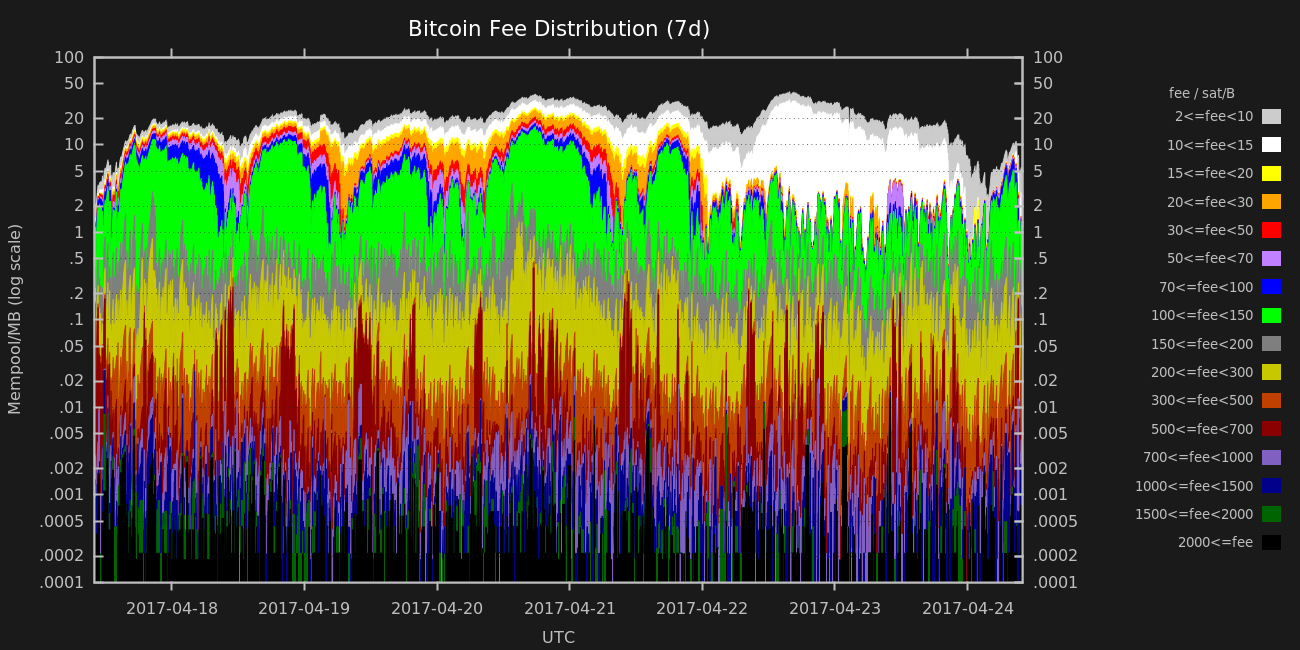 Bitcoin Fee Distribution (7d)
Mempool/MB (log scale)
100
50
20
10
5
2
1
.5
.2
.1
.05
.02
.01
.005
.002
.001
.0005
.0002
.0001
100
50
20
10
5
2
1
.5
.2
.1
.05
.02
.01
.005
.002
.001
.0005
.0002
.0001
2017-04-18 2017-04-19 2017-04-20 2017-04-21 2017-04-22 2017-04-23 2017-04-24
UTC
fee / sat/B
2<=fee<10
10<=fee<15
15<=fee<20
20<=fee<30
30<=fee<50
50<=fee<70
70<=fee<100
100<=fee<150
150<=fee<200
200<=fee<300
300<=fee<500
500<=fee<700
700<=fee<1000
1000<=fee<1500
1500<=fee<2000
2000<=fee